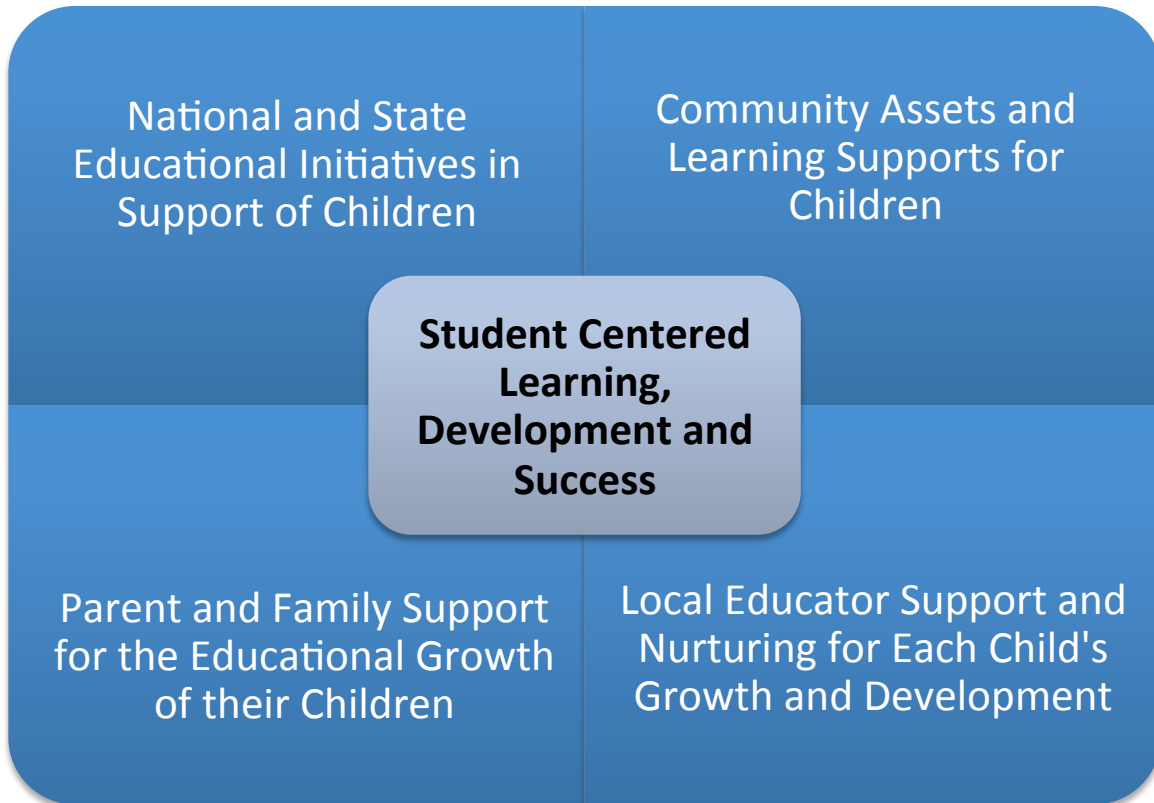 National and State
Educational Initiatives in
Support of Children
Community Assets and
Learning Supports for
Children
Student Centered
Learning,
Development and
Success
Parent and Family Support
for the Educational Growth
of their Children
Local Educator Support and
Nurturing for Each Child's
Growth and Development